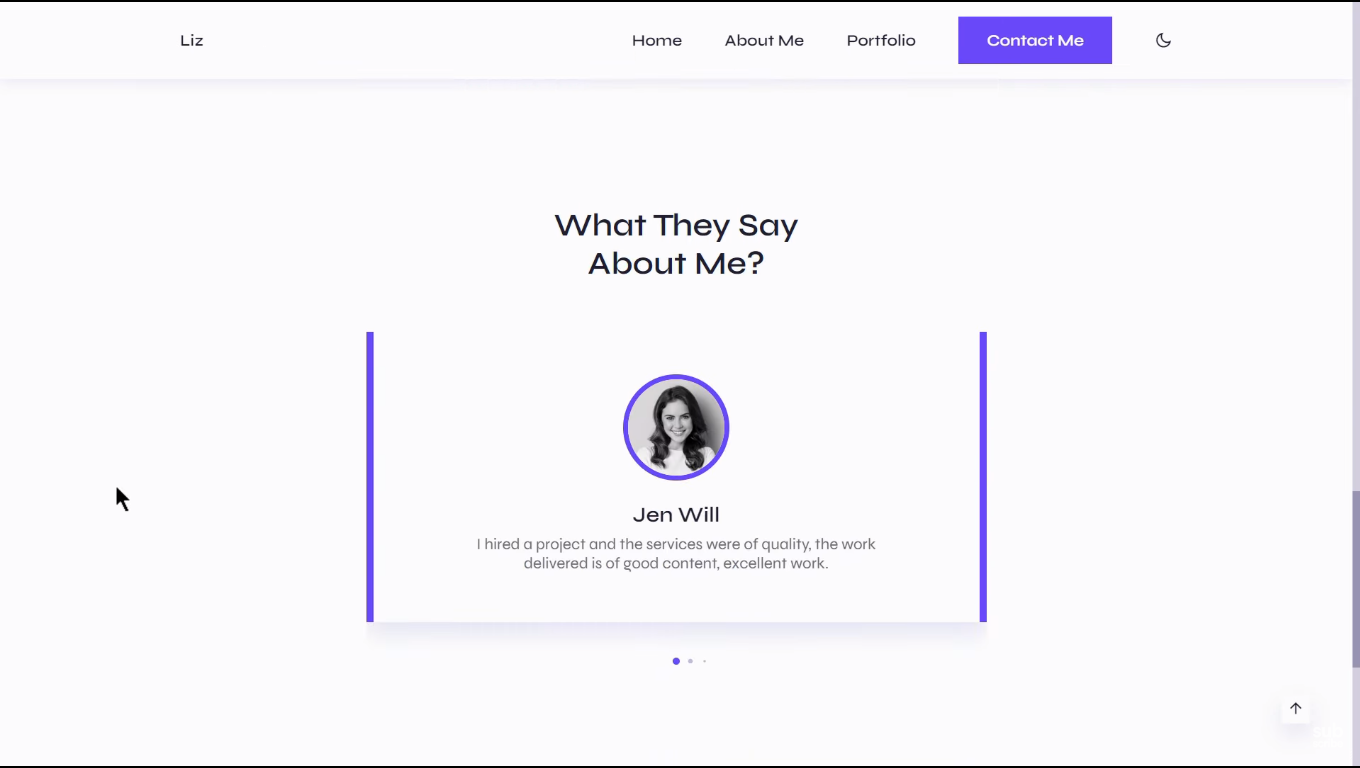 Liz
Home
About Me
Portfolio
Contact Me
What They Say
About Me?
Jen Will
I hired a project and the services were of quality, the work
delivered is of good content, excellent work.